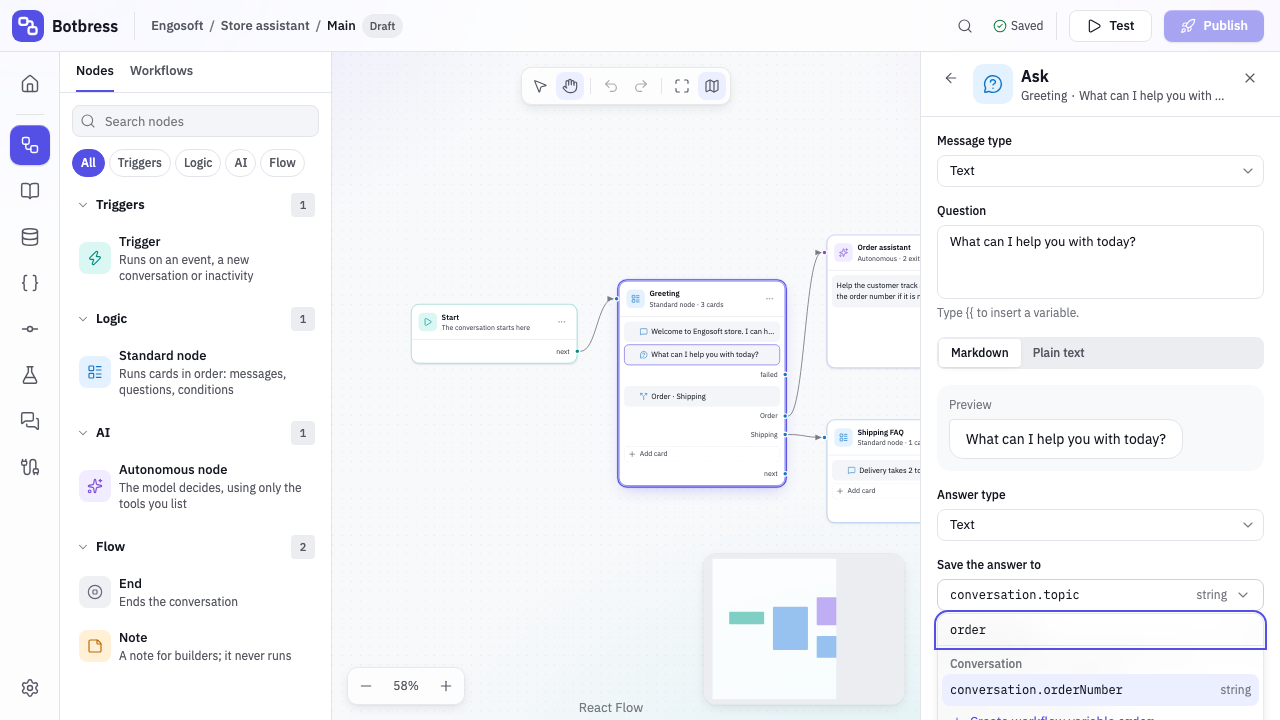 Botbress
Engosoft / Store assistant / Main Draft
Saved
Test
Publish
Nodes Workflows
Search nodes
All Triggers Logic AI Flow
Triggers 1
Trigger
Runs on an event, a new
conversation or inactivity
Logic 1
Standard node
Runs cards in order: messages,
questions, conditions
AI 1
Autonomous node
The model decides, using only the
tools you list
Flow 2
End
Ends the conversation
Note
A note for builders; it never runs
Start
The conversation starts here
next
Greeting
Standard node · 3 cards
Welcome to Engosoft store. I can h...
What can I help you with today?
failed
Order · Shipping
Order
Shipping
Add card
next
Order assistant
Autonomous · 2 exit
Help the customer track
the order number if it is
Shipping FAQ
Standard node · 1 ca
Delivery takes 2 to
Add card
58%
React Flow
Ask
Greeting · What can I help you with ...
Message type
Text
Question
What can I help you with today?
Type {{ to insert a variable.
Markdown Plain text
Preview
What can I help you with today?
Answer type
Text
Save the answer to
conversation.topic string
order
Conversation
conversation.orderNumber string
+ Create workflow variable order